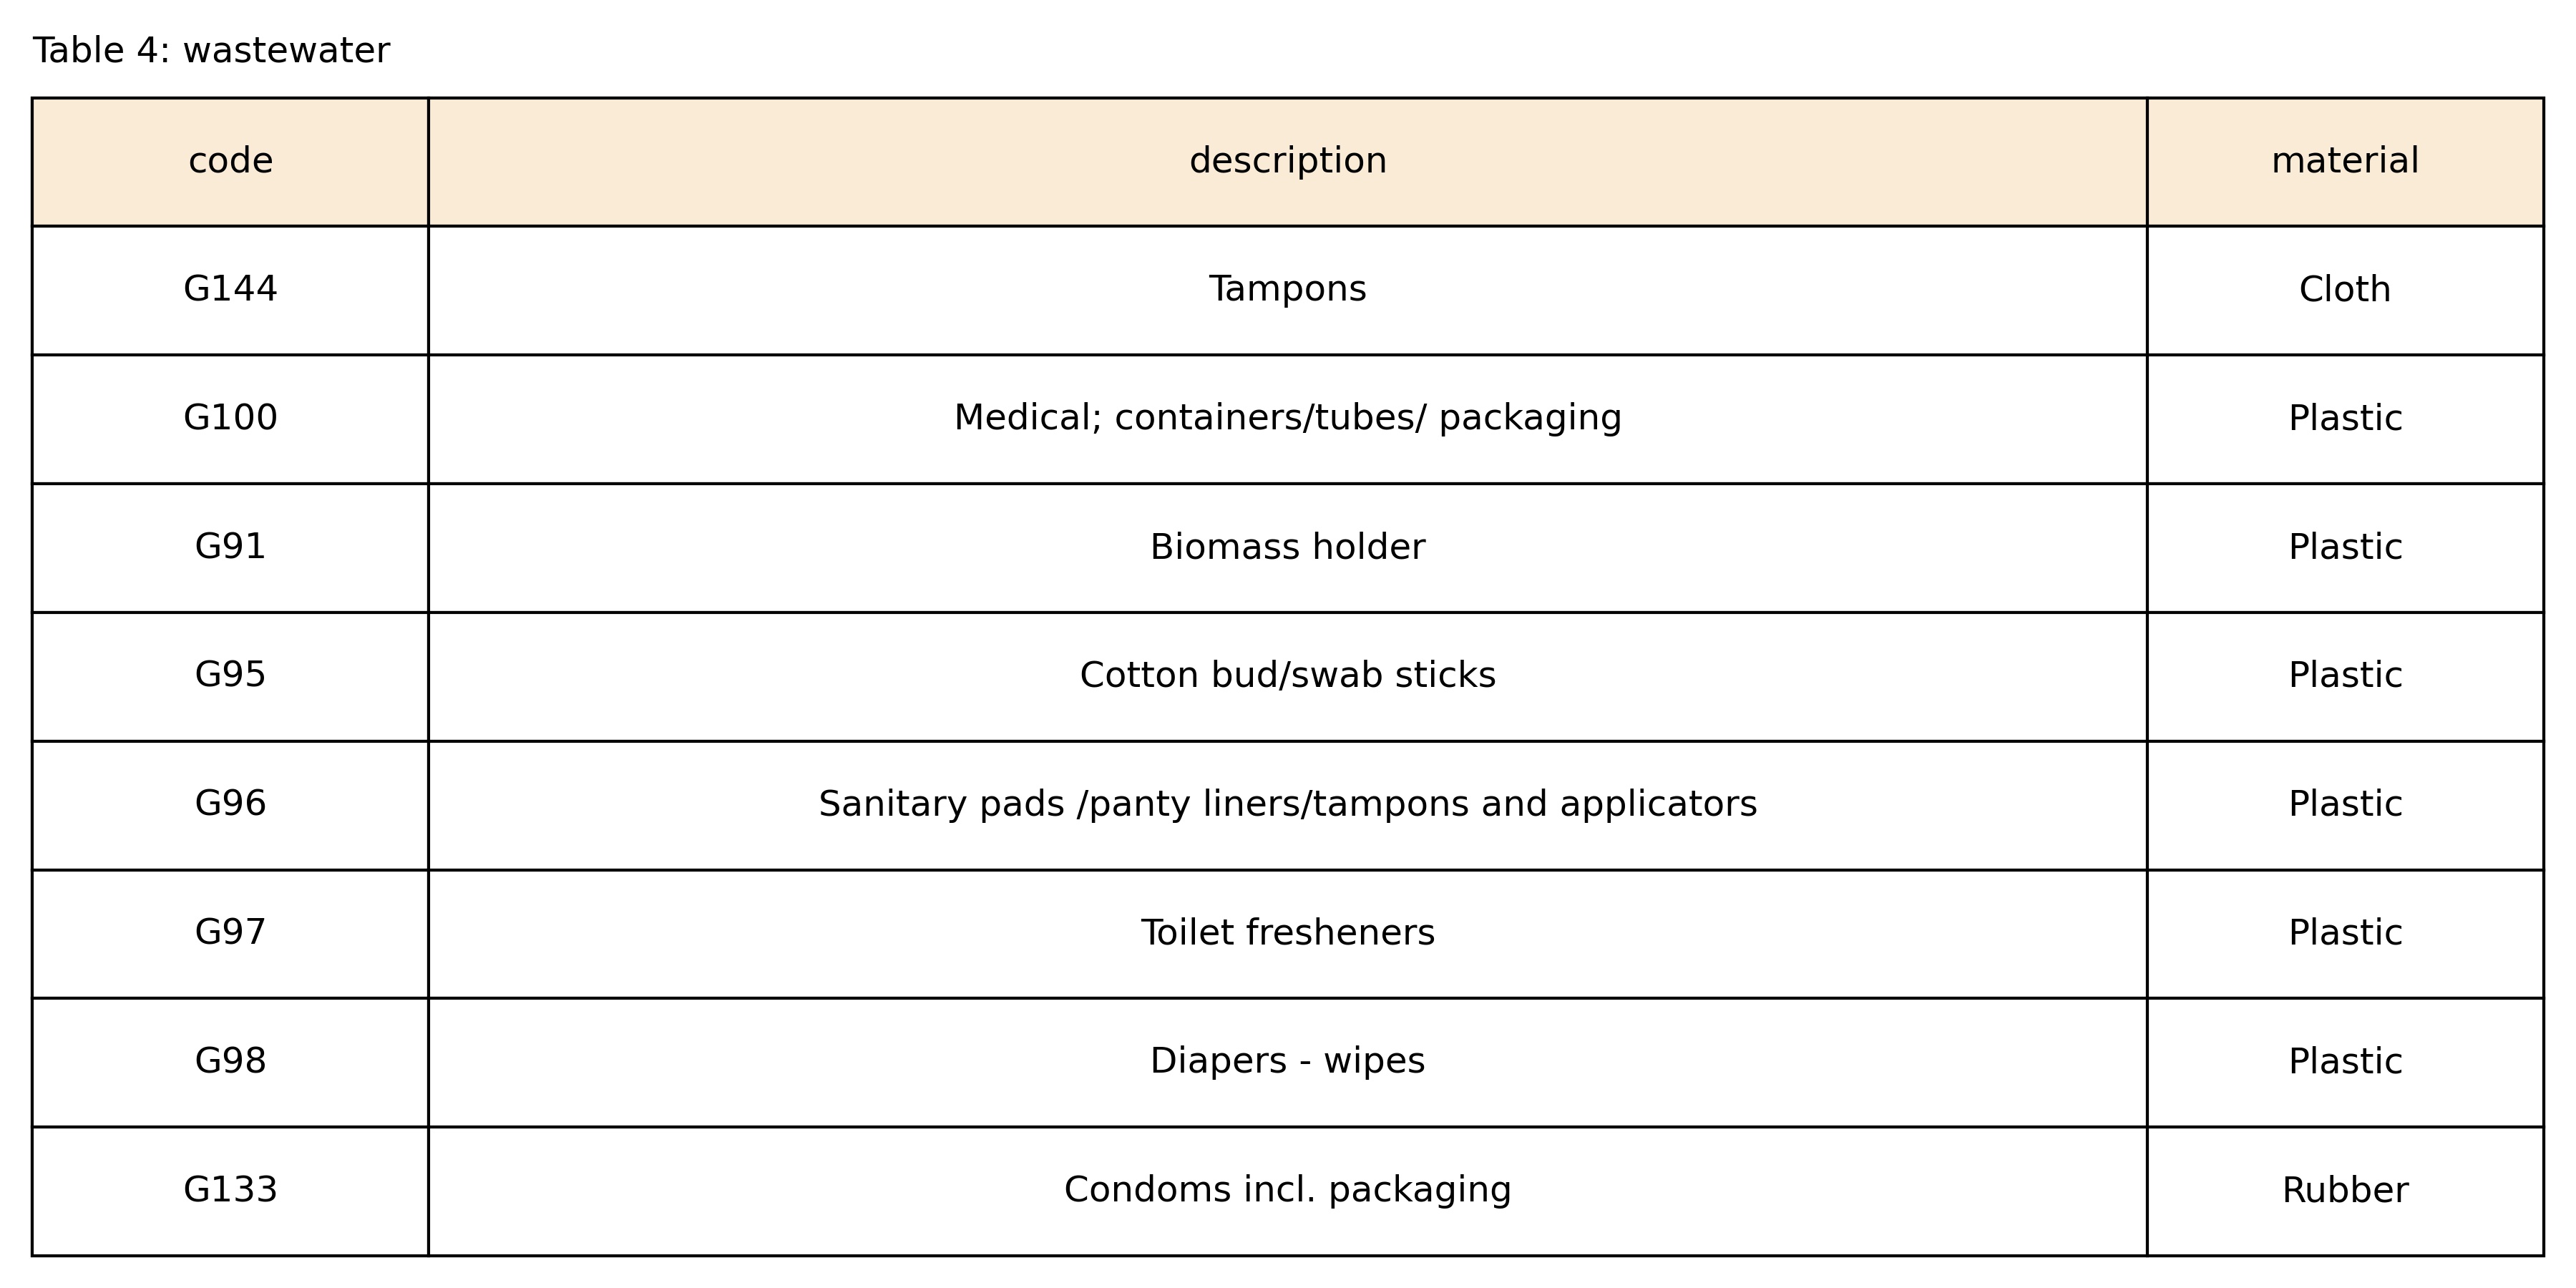 Table 4: wastewater
code description material
G144 Tampons Cloth
G100 Medical; containers/tubes/ packaging Plastic
G91 Biomass holder Plastic
G95 Cotton bud/swab sticks Plastic
G96 Sanitary pads /panty liners/tampons and applicators Plastic
G97 Toilet fresheners Plastic
G98 Diapers - wipes Plastic
G133 Condoms incl. packaging Rubber